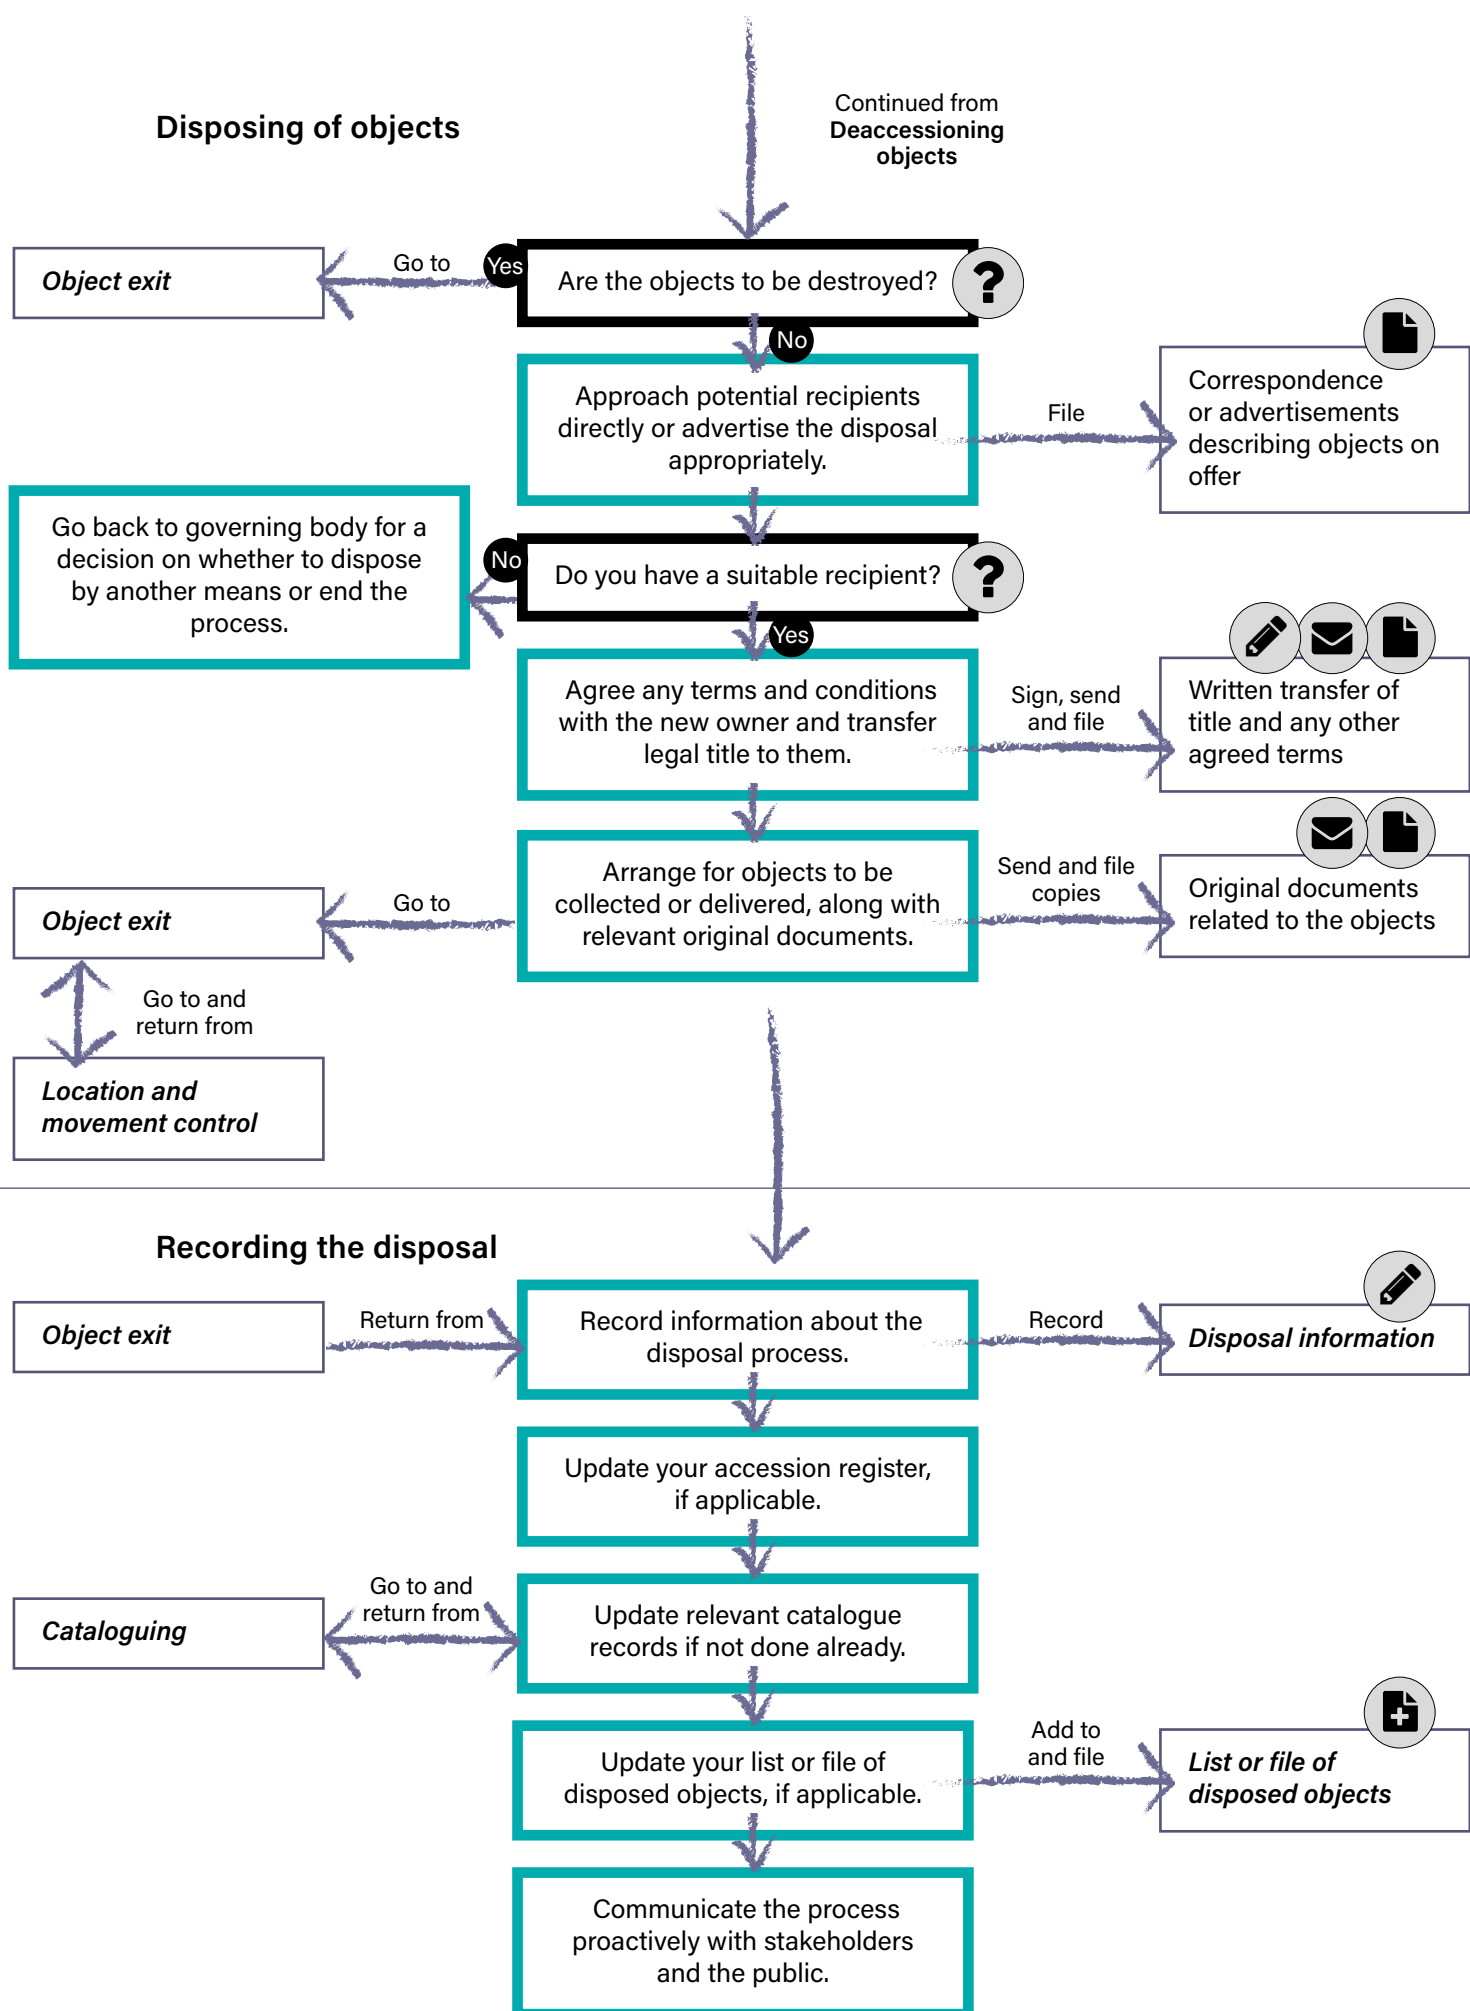 Disposing of objects
Continued from
Deaccessioning
objects
Object exit
Go to
Yes
Are the objects to be destroyed?
?
No
Approach potential recipients
directly or advertise the disposal
appropriately.
File
Correspondence
or advertisements
describing objects on
offer
Go back to governing body for a
decision on whether to dispose
by another means or end the
process.
No
Do you have a suitable recipient?
?
Yes
Agree any terms and conditions
with the new owner and transfer
legal title to them.
Sign, send
and file
Written transfer of
title and any other
agreed terms
Object exit
Go to
Arrange for objects to be
collected or delivered, along with
relevant original documents.
Send and file
copies
Original documents
related to the objects
Go to and
return from
Location and
movement control
Recording the disposal
Object exit
Return from
Record information about the
disposal process.
Record
Disposal information
Update your accession register,
if applicable.
Cataloguing
Go to and
return from
Update relevant catalogue
records if not done already.
Update your list or file of
disposed objects, if applicable.
Add to
and file
List or file of
disposed objects
Communicate the process
proactively with stakeholders
and the public.